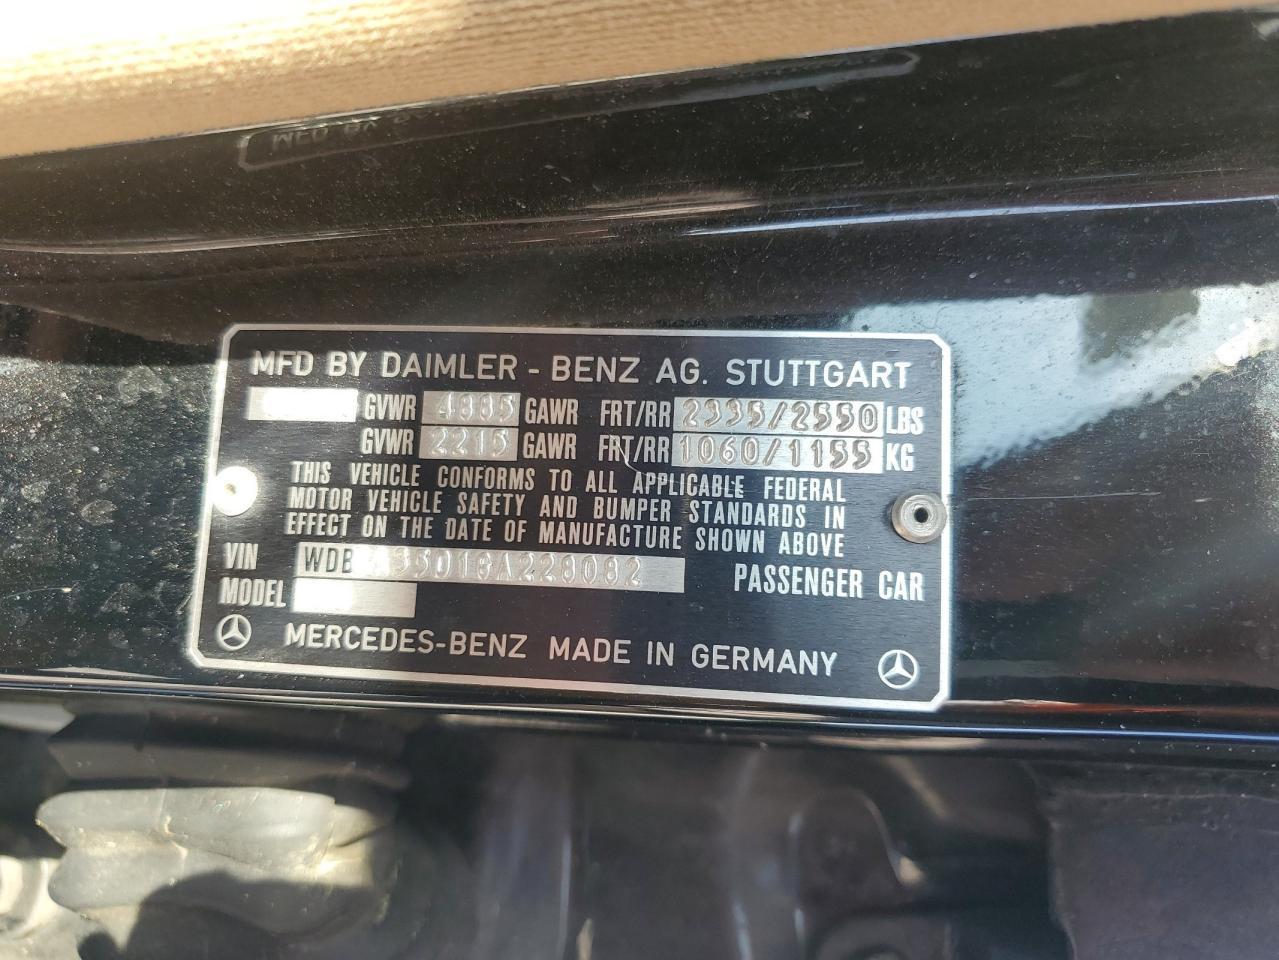 MFD BY DAIMLER - BENZ AG. STUTTGART
GVWR 4885 GAWR FRT/RR 2335/2550 LBS
GVWR 2215 GAWR FRT/RR 1060/1155 KG
THIS VEHICLE CONFORMS TO ALL APPLICABLE FEDERAL
MOTOR VEHICLE SAFETY AND BUMPER STANDARDS IN
EFFECT ON THE DATE OF MANUFACTURE SHOWN ABOVE
VIN WDB PASSENGER CAR
MODEL
MERCEDES-BENZ MADE IN GERMANY